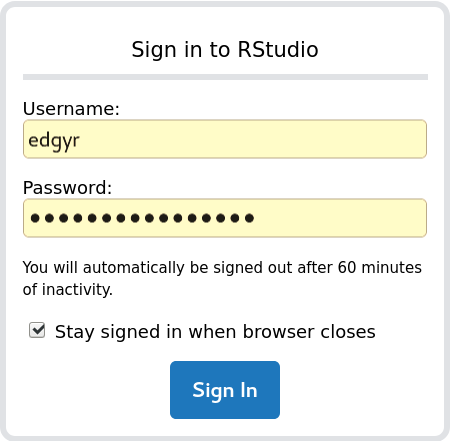 Sign in to RStudio
Username:
edgyr
Password:
••••••••••••••••
You will automatically be signed out after 60 minutes
of inactivity.
Stay signed in when browser closes
Sign In